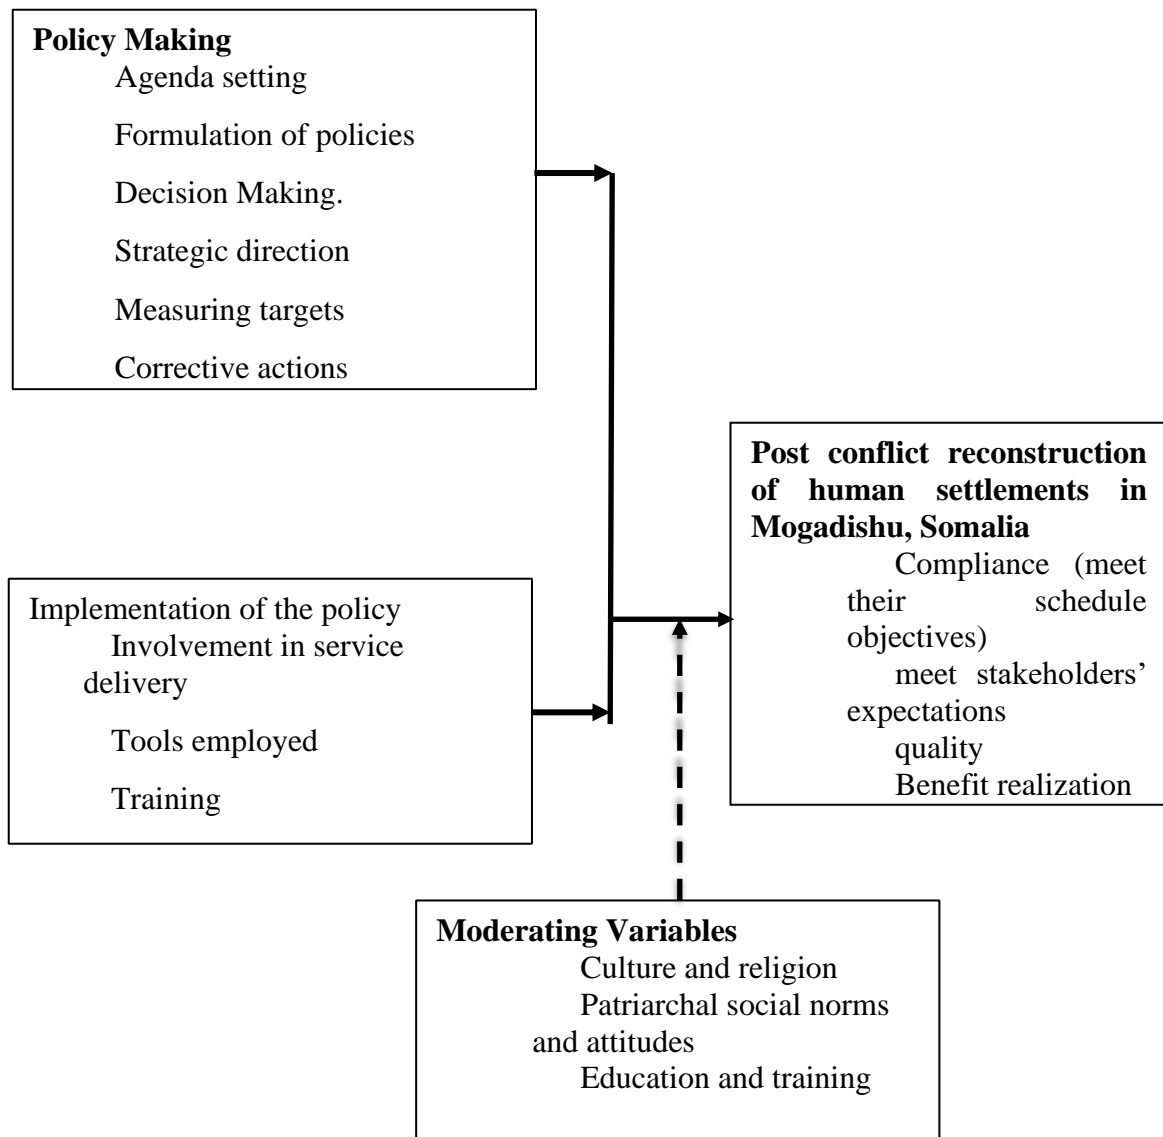 Policy Making
Agenda setting
Formulation of policies
Decision Making.
Strategic direction
Measuring targets
Corrective actions
Implementation of the policy
Involvement in service
delivery
Tools employed
Training
Post conflict reconstruction
of human settlements in
Mogadishu, Somalia
Compliance (meet
their schedule
objectives)
meet stakeholders’
expectations
quality
Benefit realization
Moderating Variables
Culture and religion
Patriarchal social norms
and attitudes
Education and training